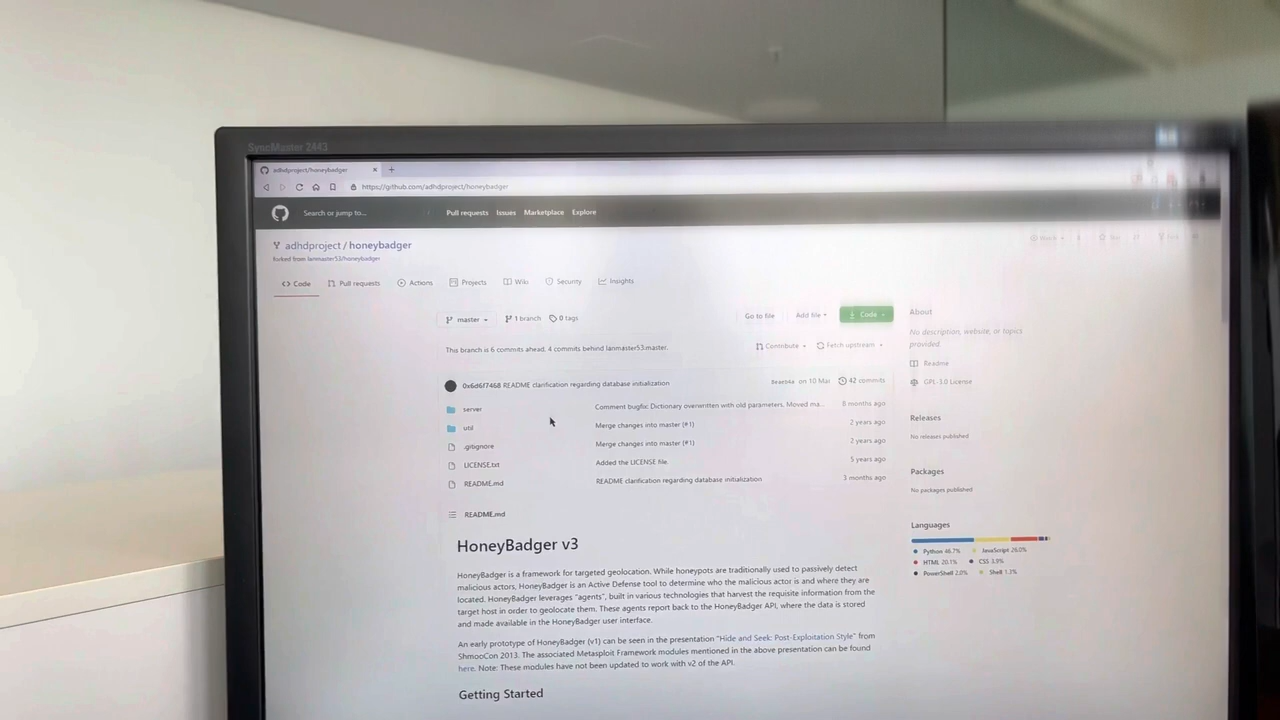 SyncMaster 2443
adhdproject/honeybadger
https://github.com/adhdproject/honeybadger
Search or jump to... / Pull requests Issues Marketplace Explore
adhdproject / honeybadger
forked from lanmaster53/honeybadger
Code Pull requests Actions Projects Wiki Security Insights
master 1 branch 0 tags Go to file Add file Code
This branch is 6 commits ahead, 4 commits behind lanmaster53:master. Contribute Fetch upstream
0x6d6f7468 README clarification regarding database initialization on 10 Mar 42 commits
server Comment bugfix: Dictionary overwritten with old parameters. Moved ma... 8 months ago
util Merge changes into master (#1) 2 years ago
.gitignore Merge changes into master (#1) 2 years ago
LICENSE.txt Added the LICENSE file. 5 years ago
README.md README clarification regarding database initialization 3 months ago
README.md
HoneyBadger v3
HoneyBadger is a framework for targeted geolocation. While honeypots are traditionally used to passively detect
malicious actors, HoneyBadger is an Active Defense tool to determine who the malicious actor is and where they are
located. HoneyBadger leverages "agents", built in various technologies that harvest the requisite information from the
target host in order to geolocate them. These agents report back to the HoneyBadger API, where the data is stored
and made available in the HoneyBadger user interface.
An early prototype of HoneyBadger (v1) can be seen in the presentation "Hide and Seek: Post-Exploitation Style" from
ShmooCon 2013. The associated Metasploit Framework modules mentioned in the above presentation can be found
here. Note: These modules have not been updated to work with v2 of the API.
Getting Started
About
No description, website, or topics
provided.
Readme
GPL-3.0 License
Releases
No releases published
Packages
No packages published
Languages
Python 46.7% JavaScript 26.0%
HTML 20.1% CSS 3.9%
PowerShell 2.0% Shell 1.3%